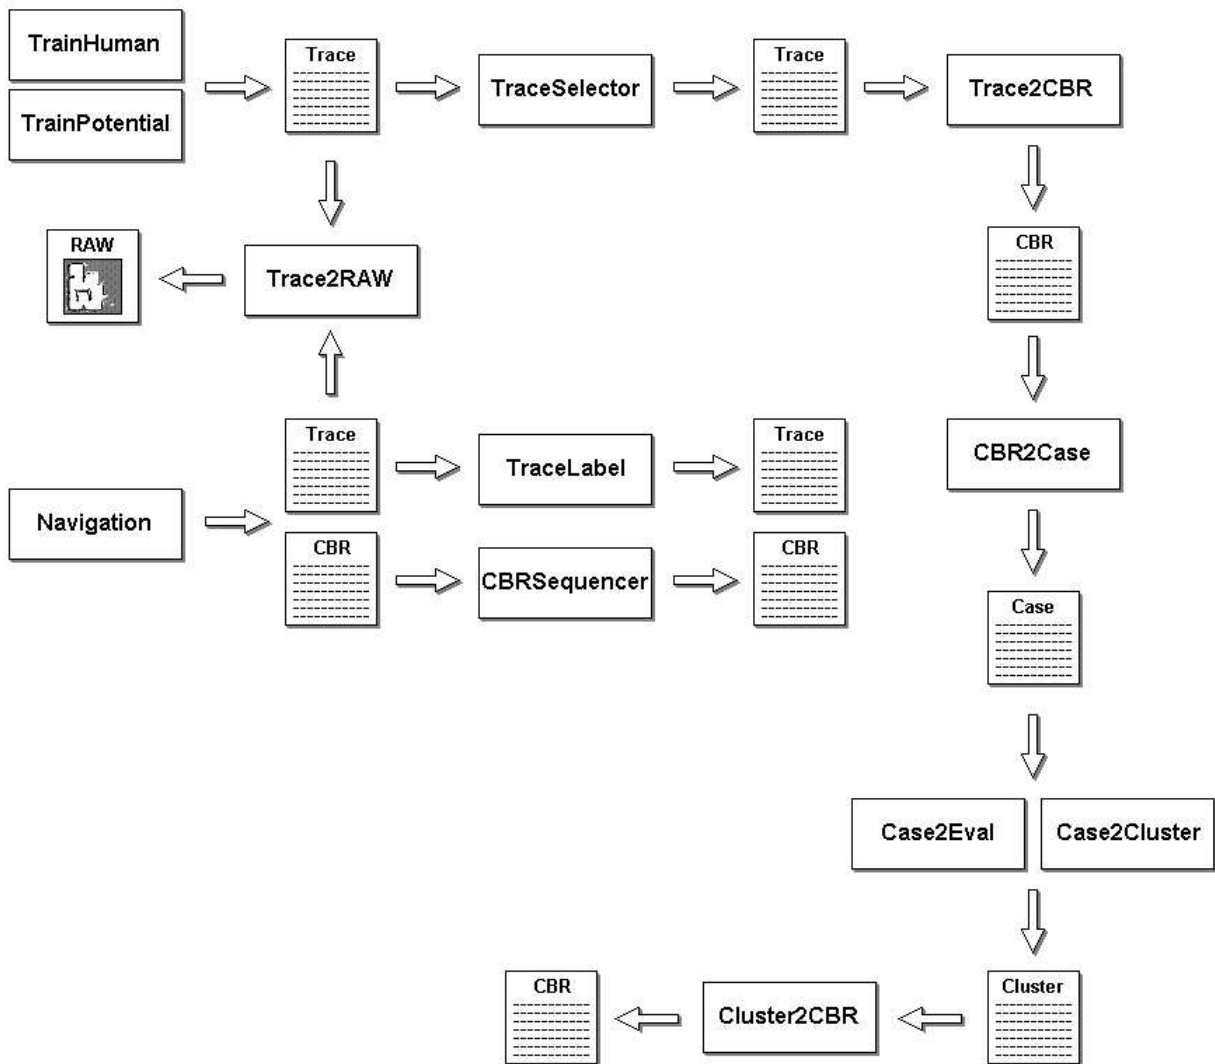 TrainHuman
TrainPotential
Trace
TraceSelector
Trace
Trace2CBR
RAW
Trace2RAW
CBR
Trace
TraceLabel
Trace
CBR2Case
Navigation
CBR
CBRSequencer
CBR
Case
Case2Eval
Case2Cluster
CBR
Cluster2CBR
Cluster